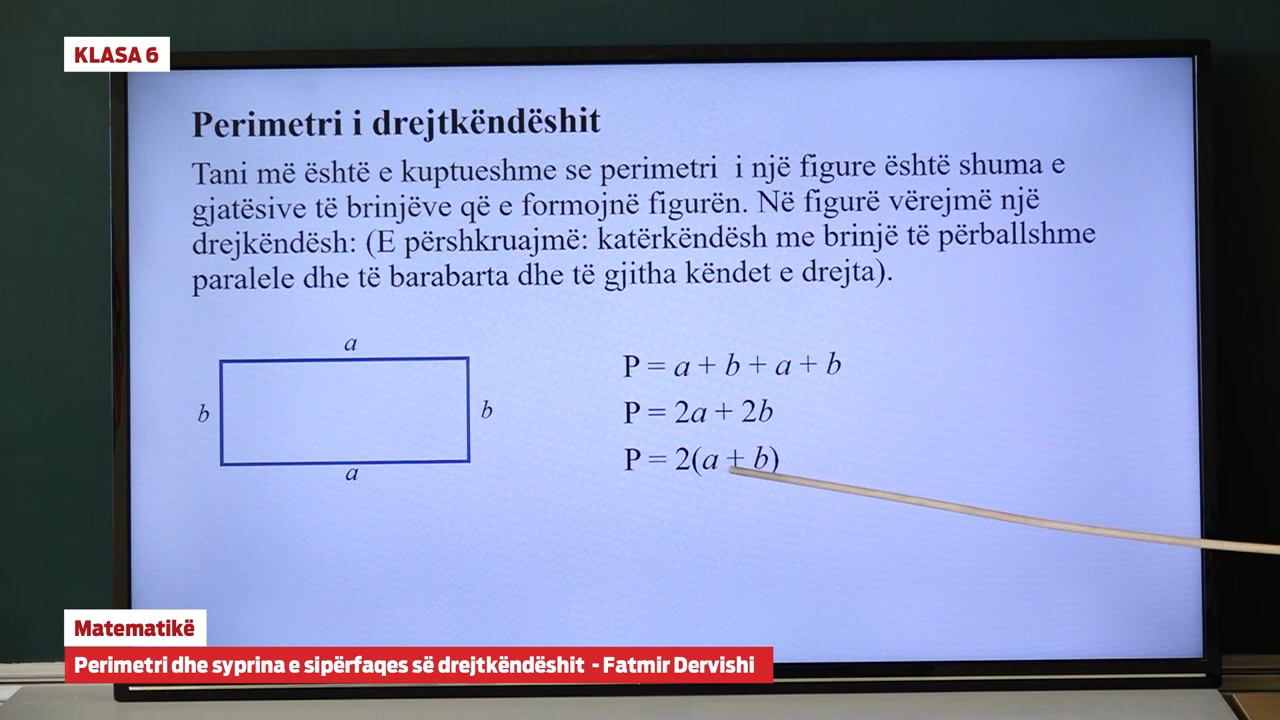 KLASA 6
Perimetri i drejtkëndëshit
Tani më është e kuptueshme se perimetri i një figure është shuma e
gjatësive të brinjëve që e formojnë figurën. Në figurë vërejmë një
drejkëndësh: (E përshkruajmë: katërkëndësh me brinjë të përballshme
paralele dhe të barabarta dhe të gjitha këndet e drejta).
a
b
b
a
P = a + b + a + b
P = 2a + 2b
P = 2(a + b)
Matematikë
Perimetri dhe syprina e sipërfaqes së drejtkëndëshit - Fatmir Dervishi